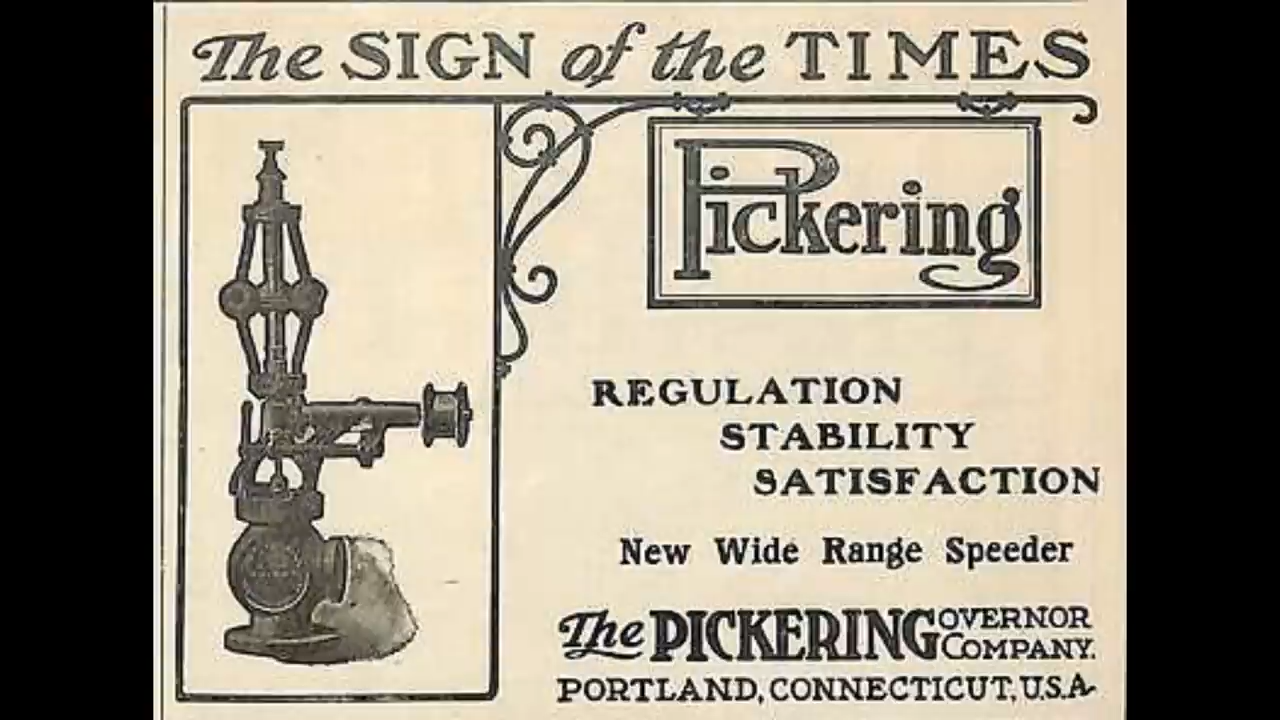 The SIGN of the TIMES
Pickering
REGULATION
STABILITY
SATISFACTION
New Wide Range Speeder
The PICKERING OVERNOR
COMPANY.
PORTLAND, CONNECTICUT, U.S.A.